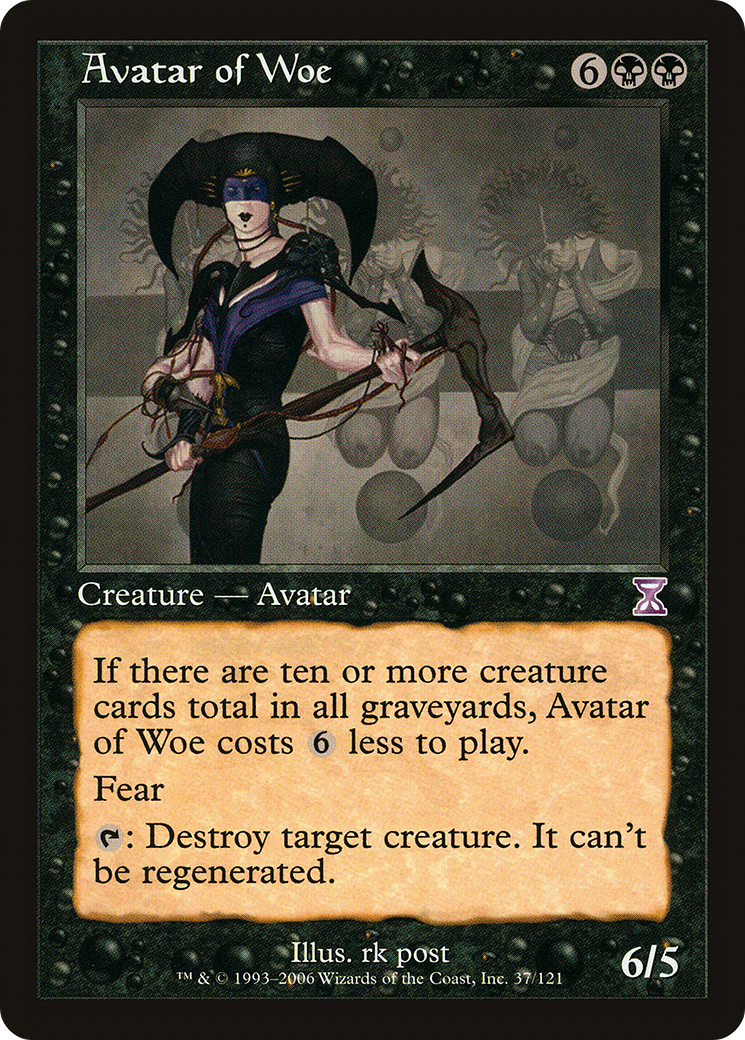 Avatar of Woe 6
Creature — Avatar
If there are ten or more creature
cards total in all graveyards, Avatar
of Woe costs 6 less to play.
Fear
: Destroy target creature. It can't
be regenerated.
Illus. rk post
™ & © 1993–2006 Wizards of the Coast, Inc. 37/121
6/5